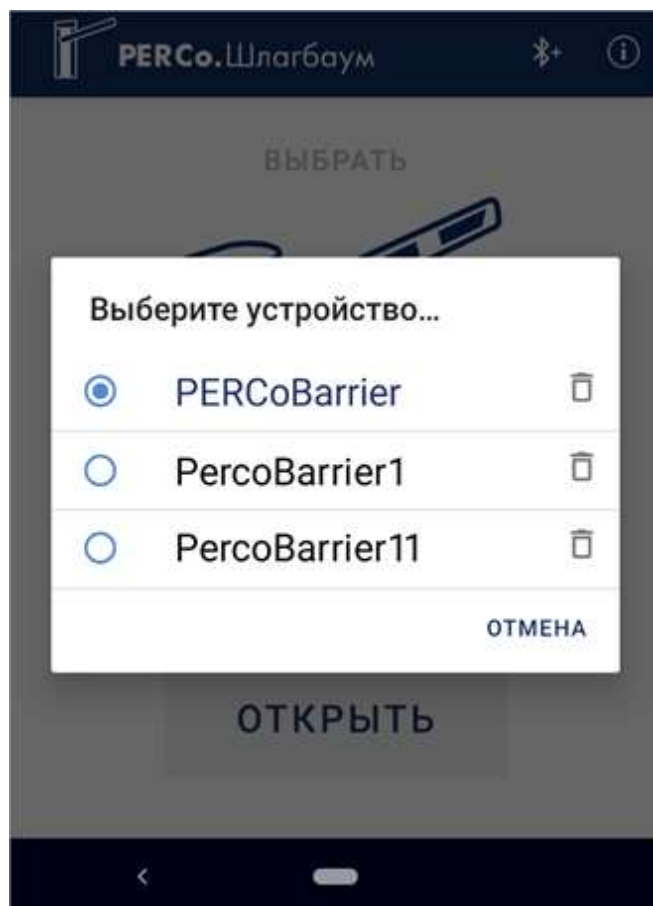 PERCo.Шлагбаум
ВЫБРАТЬ
Выберите устройство...
PERCoBarrier
PercoBarrier1
PercoBarrier11
ОТМЕНА
ОТКРЫТЬ